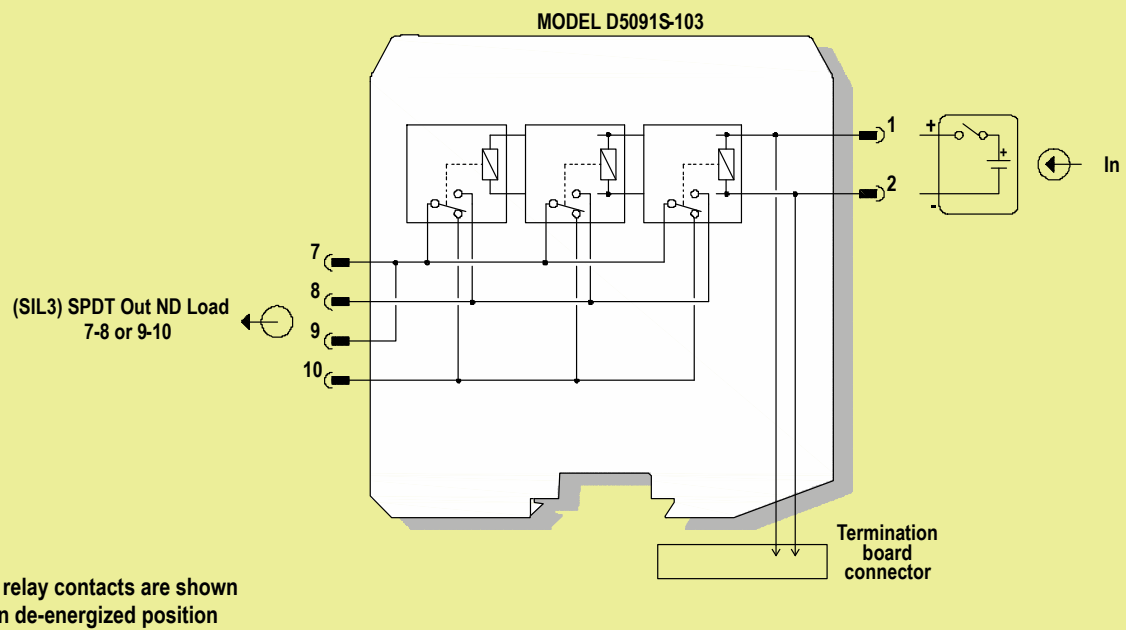 MODEL D5091S-103
1
+
+
In
2
-
7
8
(SIL3) SPDT Out ND Load
7-8 or 9-10
9
10
Termination
board
connector
relay contacts are shown
n de-energized position